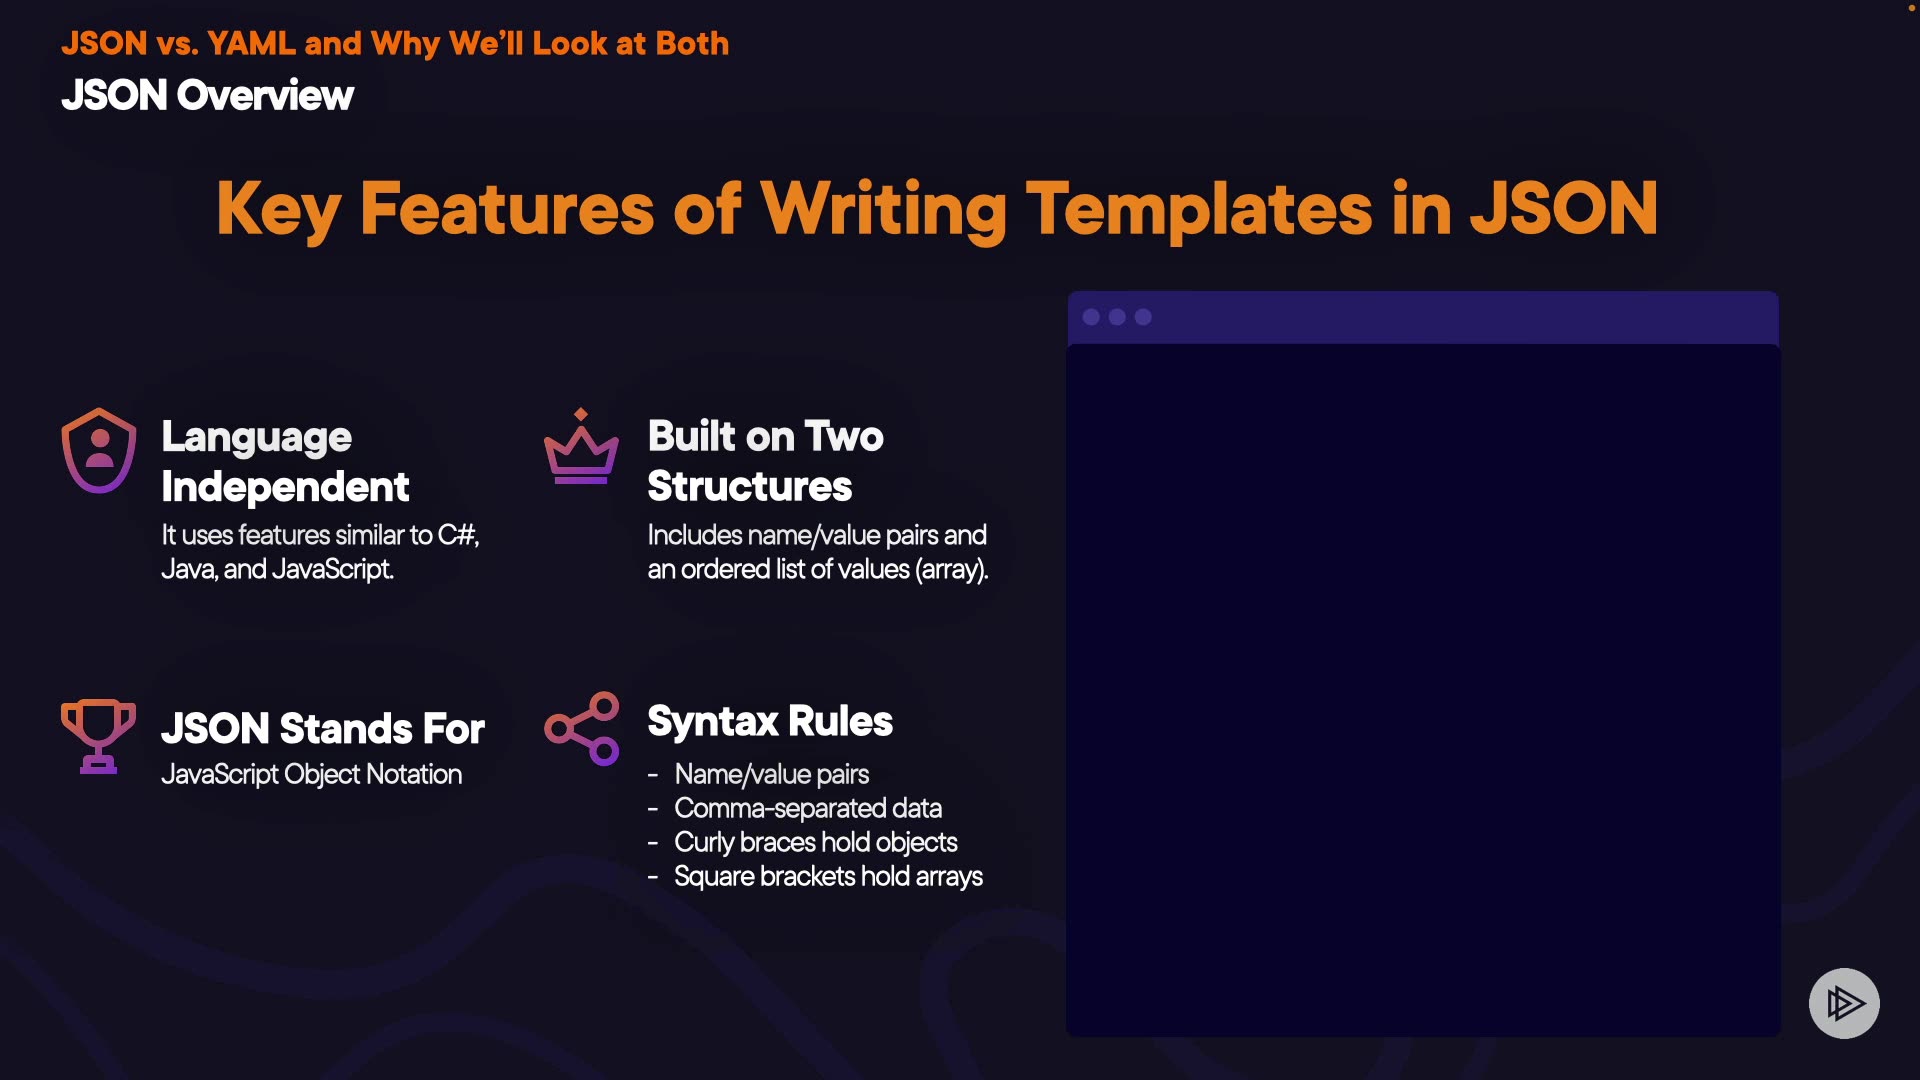 JSON vs. YAML and Why We’ll Look at Both
JSON Overview
Key Features of Writing Templates in JSON
Language
Independent
It uses features similar to C#,
Java, and JavaScript.
Built on Two
Structures
Includes name/value pairs and
an ordered list of values (array).
JSON Stands For
JavaScript Object Notation
Syntax Rules
- Name/value pairs
- Comma-separated data
- Curly braces hold objects
- Square brackets hold arrays